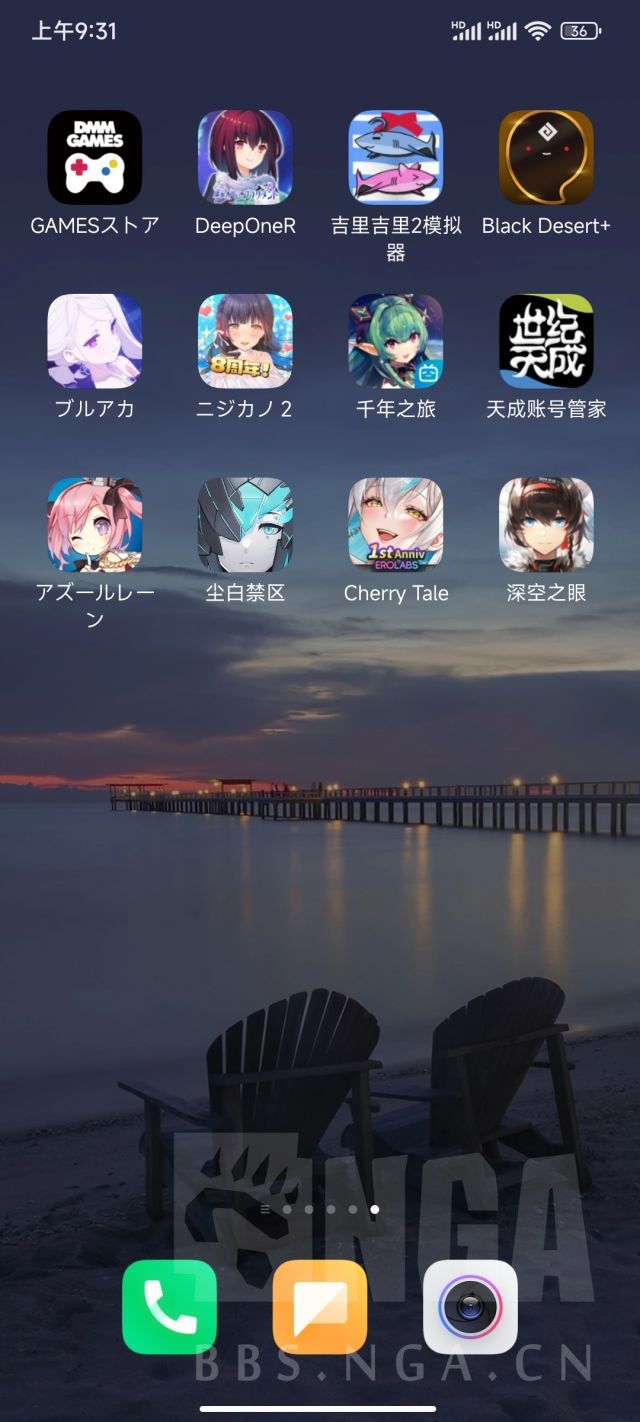 上午9:31
HD HD 36
DMM
GAMES
GAMESストア
DeepOneR
吉里吉里2模拟
器
Black Desert+
ブルアカ
8周年!
ニジカノ 2
千年之旅
世纪
天成
天成账号管家
アズールレー
ン
尘白禁区
1st Anniv
EROLABS
Cherry Tale
深空之眼
NGA
BBS.NGA.CN